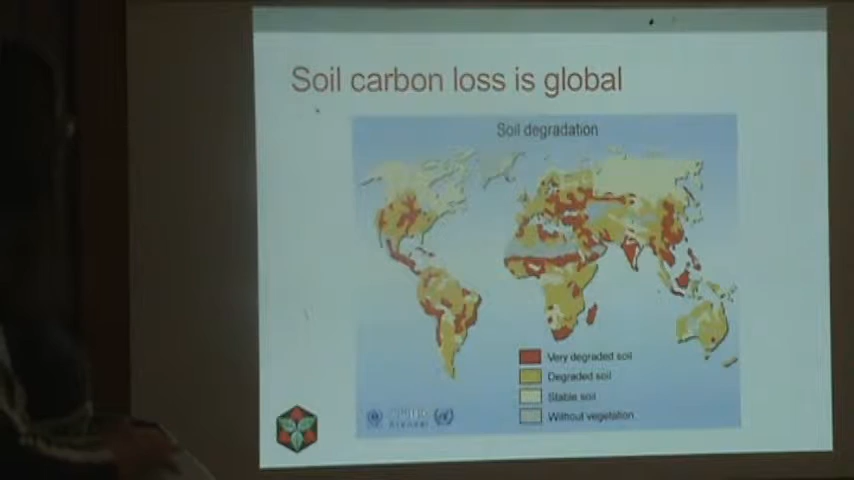 Soil carbon loss is global
Soil degradation
Very degraded soil
Degraded soil
Stable soil
Without vegetation